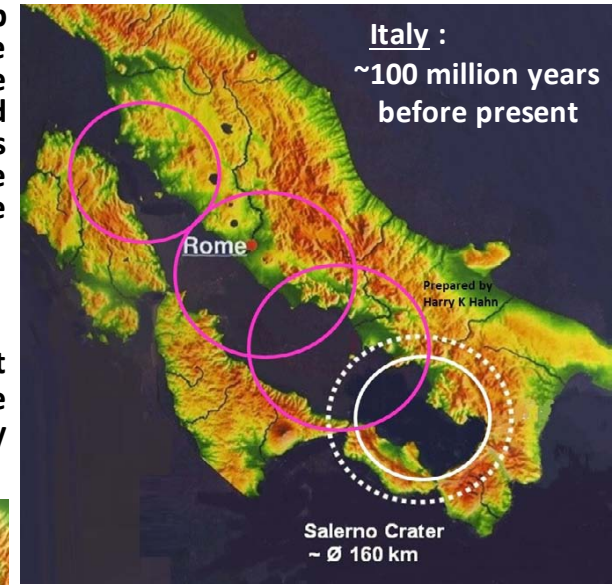 Italy :
~100 million years
before present
Rome
Prepared by
Harry K Hahn
Salerno Crater
~ Ø 160 km